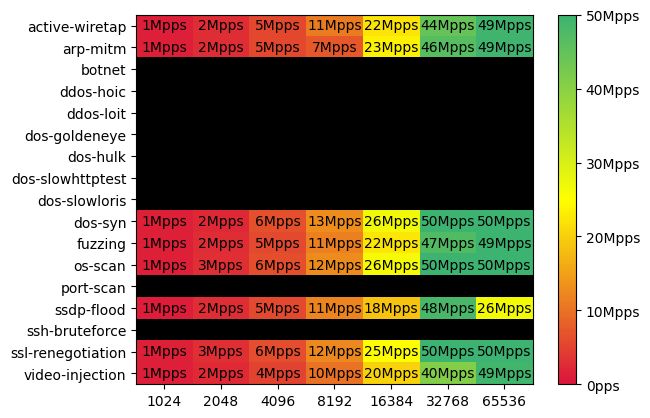 active-wiretap 1Mpps 2Mpps 5Mpps 11Mpps 22Mpps 44Mpps 49Mpps 50Mpps
arp-mitm 1Mpps 2Mpps 5Mpps 7Mpps 23Mpps 46Mpps 49Mpps
botnet
ddos-hoic
ddos-loit
dos-goldeneye
dos-hulk
dos-slowhttptest
dos-slowloris
dos-syn 1Mpps 2Mpps 6Mpps 13Mpps 26Mpps 50Mpps 50Mpps
fuzzing 1Mpps 2Mpps 5Mpps 11Mpps 22Mpps 47Mpps 49Mpps
os-scan 1Mpps 3Mpps 6Mpps 12Mpps 26Mpps 50Mpps 50Mpps
port-scan
ssdp-flood 1Mpps 2Mpps 5Mpps 11Mpps 18Mpps 48Mpps 26Mpps
ssh-bruteforce
ssl-renegotiation 1Mpps 3Mpps 6Mpps 12Mpps 25Mpps 50Mpps 50Mpps
video-injection 1Mpps 2Mpps 4Mpps 10Mpps 20Mpps 40Mpps 49Mpps
1024 2048 4096 8192 16384 32768 65536
40Mpps
30Mpps
20Mpps
10Mpps
0pps